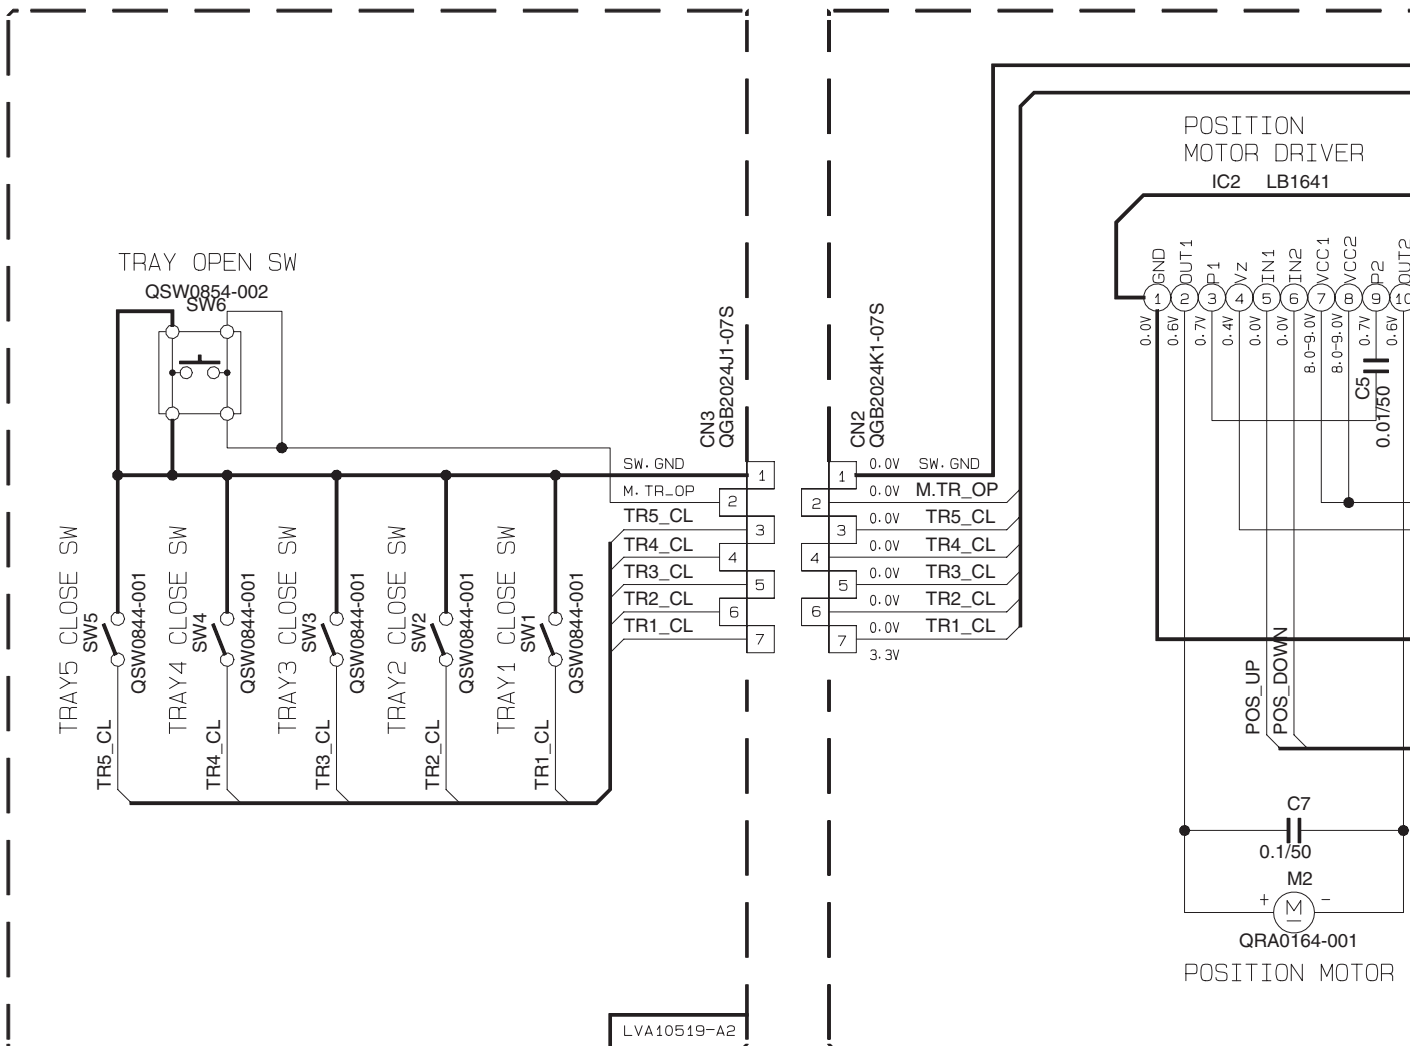 TRAY OPEN SW
QSW0854-002
SW6
CN3
QGB2024J1-07S
SW. GND
M. TR_OP
TR5_CL
TR4_CL
TR3_CL
TR2_CL
TR1_CL
1
2
3
4
5
6
7
TRAY5 CLOSE SW
SW5
QSW0844-001
TRAY4 CLOSE SW
SW4
QSW0844-001
TRAY3 CLOSE SW
SW3
QSW0844-001
TRAY2 CLOSE SW
SW2
QSW0844-001
TRAY1 CLOSE SW
SW1
QSW0844-001
TR5_CL
TR4_CL
TR3_CL
TR2_CL
TR1_CL
LVA10519-A2
CN2
QGB2024K1-07S
1
2
3
4
5
6
7
0.0V SW. GND
0.0V M.TR_OP
0.0V TR5_CL
0.0V TR4_CL
0.0V TR3_CL
0.0V TR2_CL
0.0V TR1_CL
3.3V
POSITION
MOTOR DRIVER
IC2 LB1641
GND
OUT1
P1
VZ
IN1
IN2
VCC1
VCC2
P2
OUT2
1 2 3 4 5 6 7 8 9 10
0.0V
0.6V
0.7V
0.4V
0.0V
0.0V
8.0-9.0V
8.0-9.0V
0.7V
0.6V
C5
0.01/50
POS_UP
POS_DOWN
C7
0.1/50
M2
+ M -
QRA0164-001
POSITION MOTOR